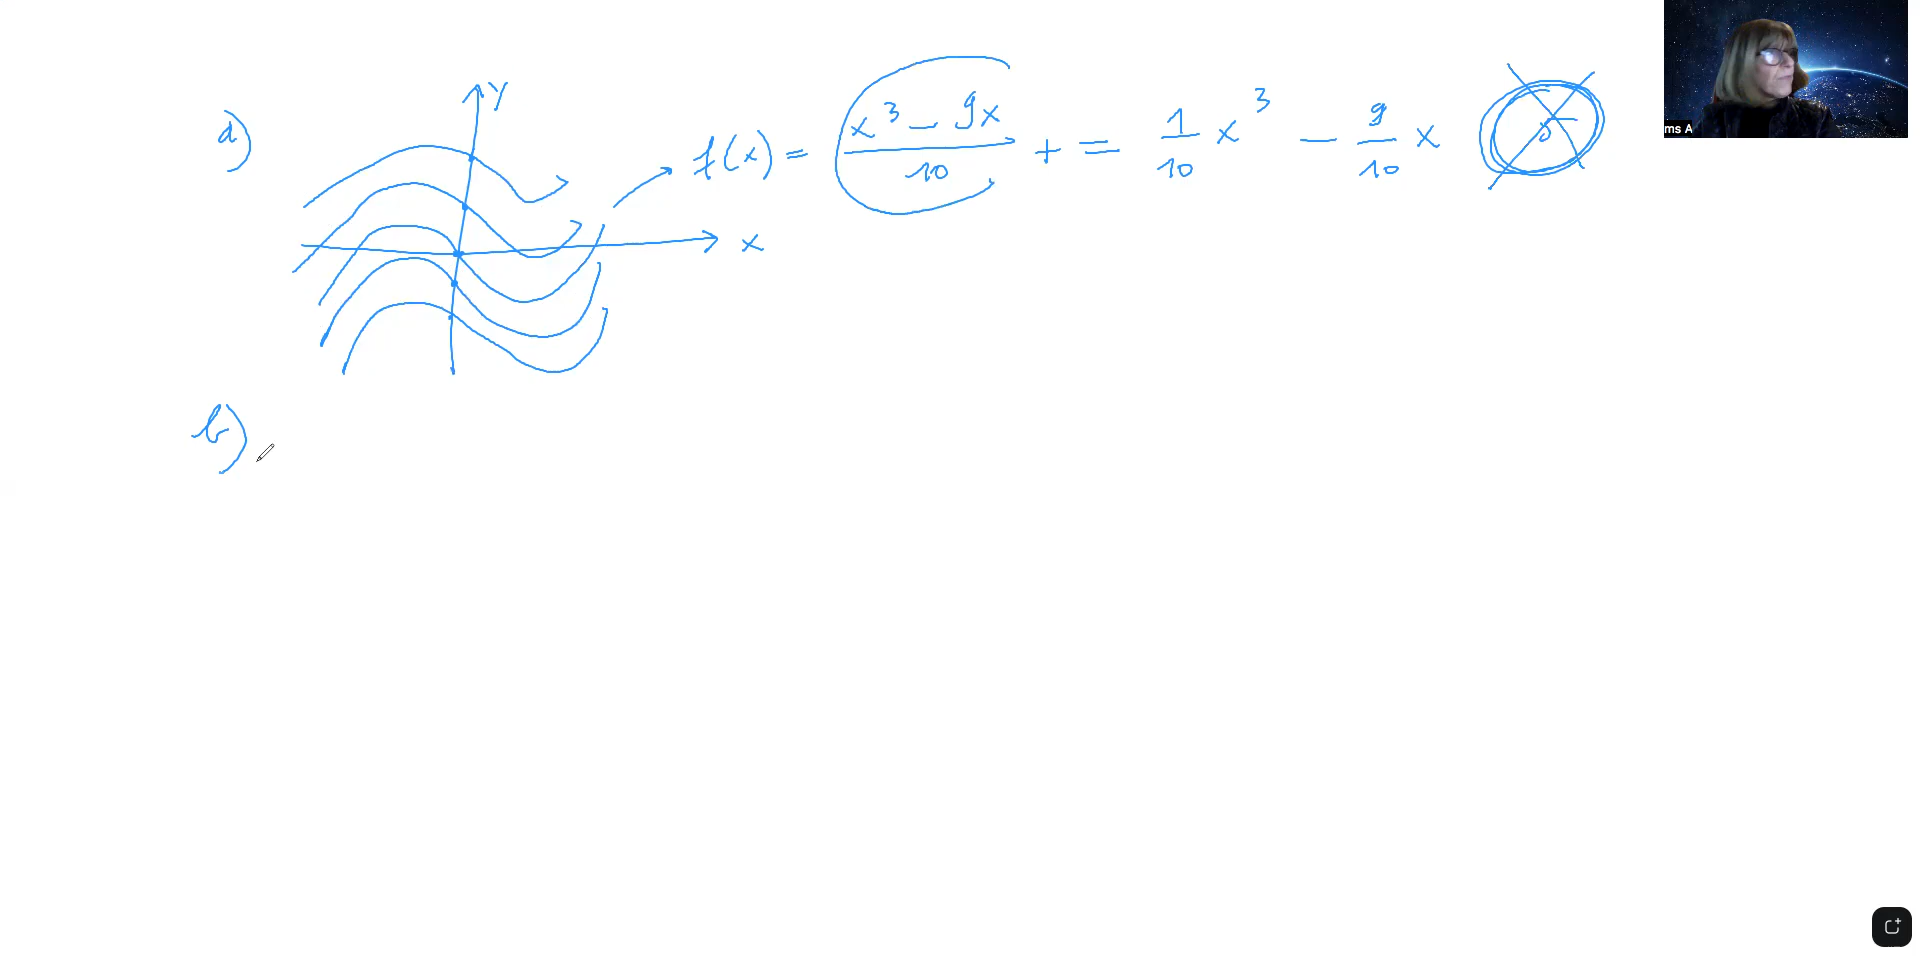 a)
y
x
f(x) = x³ - 9x / 10 + = 1/10 x³ - 9/10 x
b)
ms A